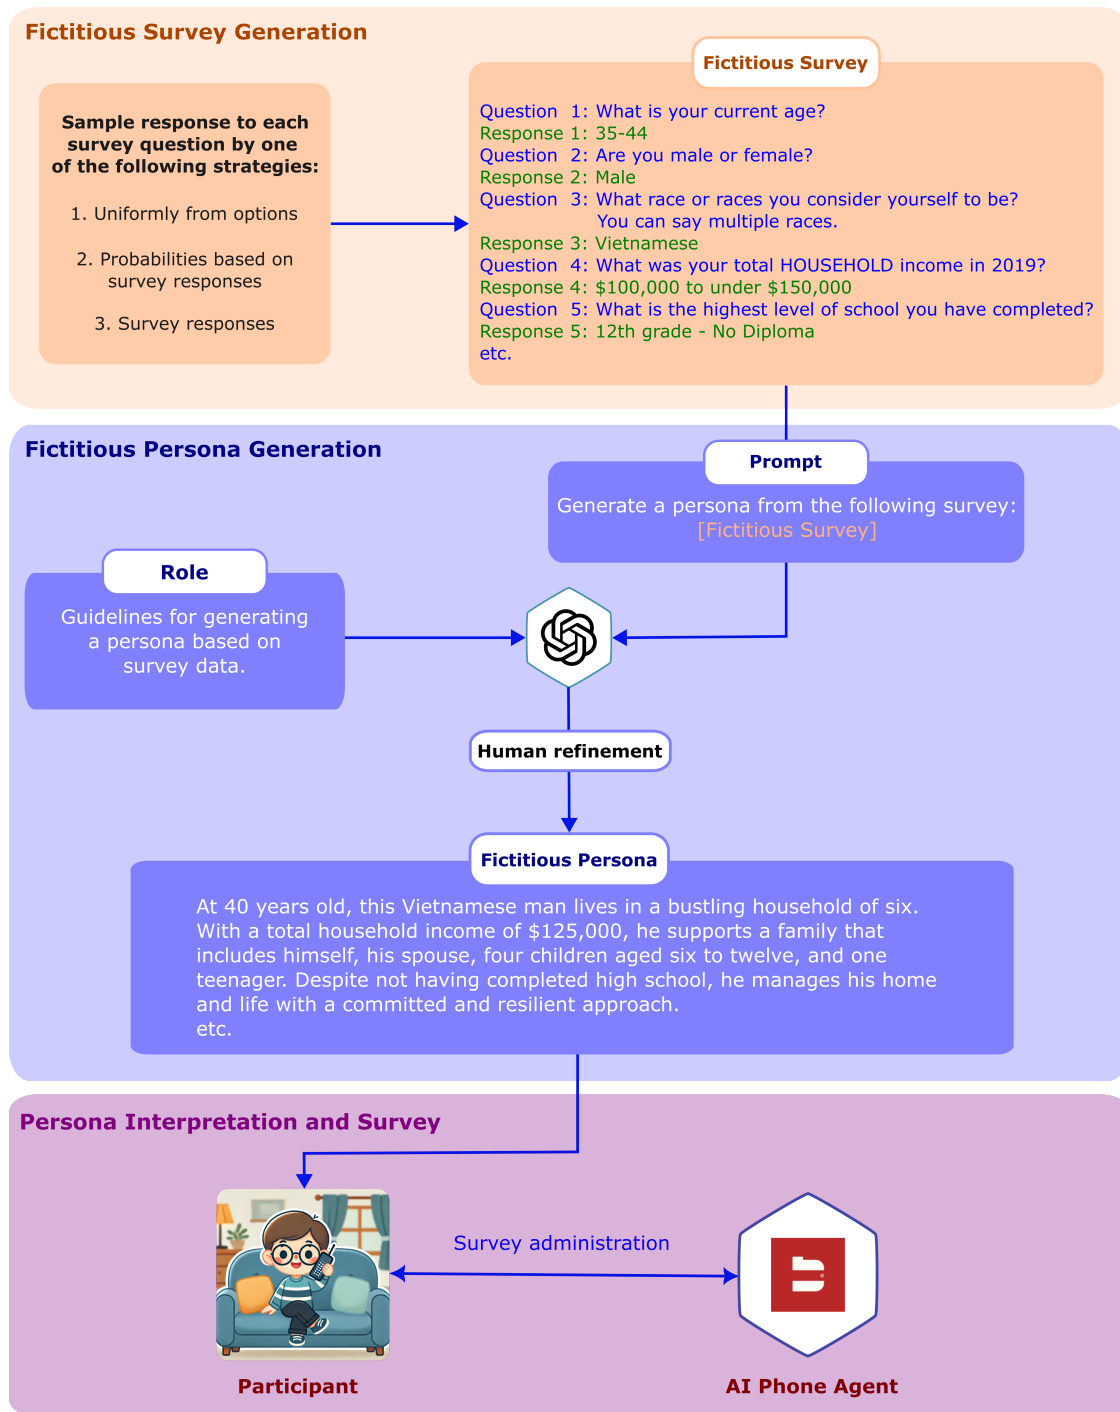 Fictitious Survey Generation
Sample response to each
survey question by one
of the following strategies:
1. Uniformly from options
2. Probabilities based on
survey responses
3. Survey responses
Fictitious Survey
Question 1: What is your current age?
Response 1: 35-44
Question 2: Are you male or female?
Response 2: Male
Question 3: What race or races you consider yourself to be?
You can say multiple races.
Response 3: Vietnamese
Question 4: What was your total HOUSEHOLD income in 2019?
Response 4: $100,000 to under $150,000
Question 5: What is the highest level of school you have completed?
Response 5: 12th grade - No Diploma
etc.
Fictitious Persona Generation
Prompt
Generate a persona from the following survey:
[Fictitious Survey]
Role
Guidelines for generating
a persona based on
survey data.
Human refinement
Fictitious Persona
At 40 years old, this Vietnamese man lives in a bustling household of six.
With a total household income of $125,000, he supports a family that
includes himself, his spouse, four children aged six to twelve, and one
teenager. Despite not having completed high school, he manages his home
and life with a committed and resilient approach.
etc.
Persona Interpretation and Survey
Survey administration
Participant
AI Phone Agent